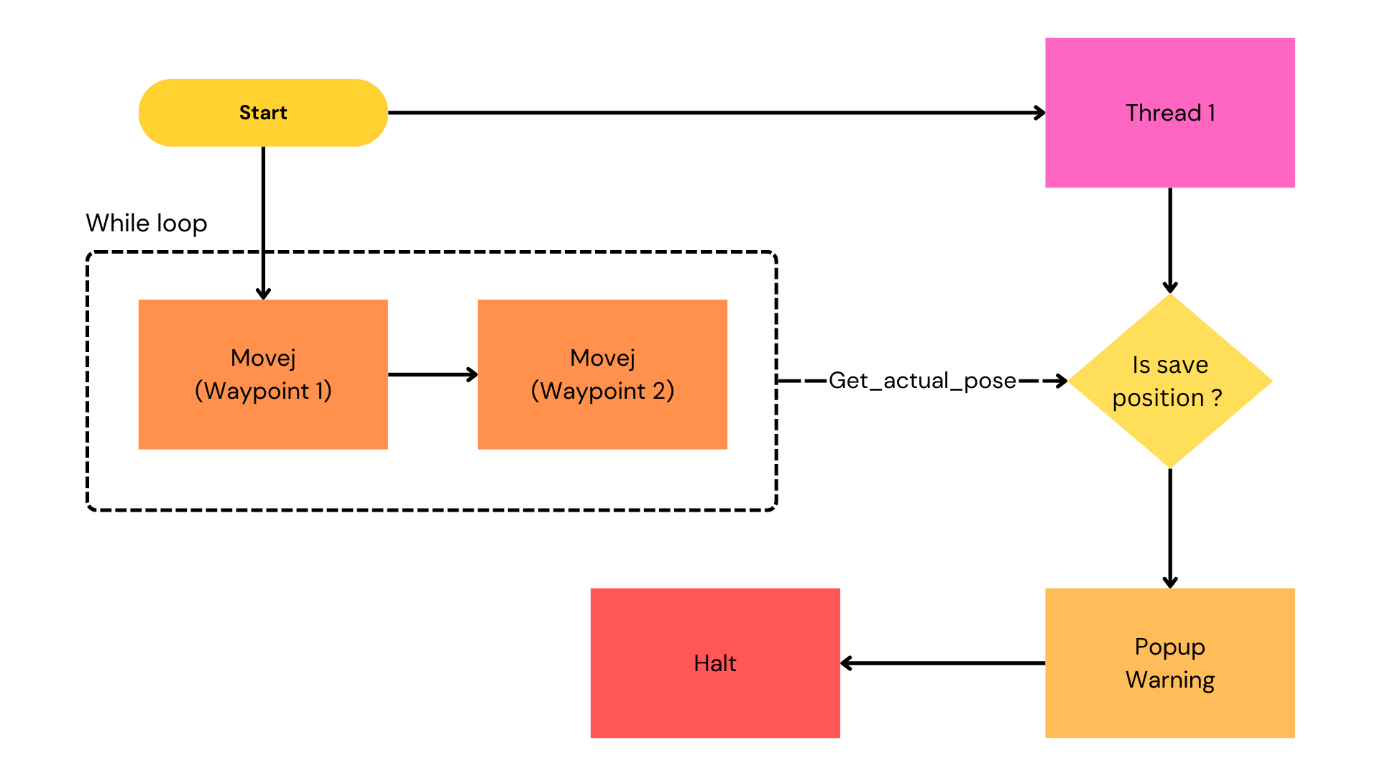 Start
Thread 1
While loop
Movej
(Waypoint 1)
Movej
(Waypoint 2)
Get_actual_pose
Is save
position ?
Halt
Popup
Warning